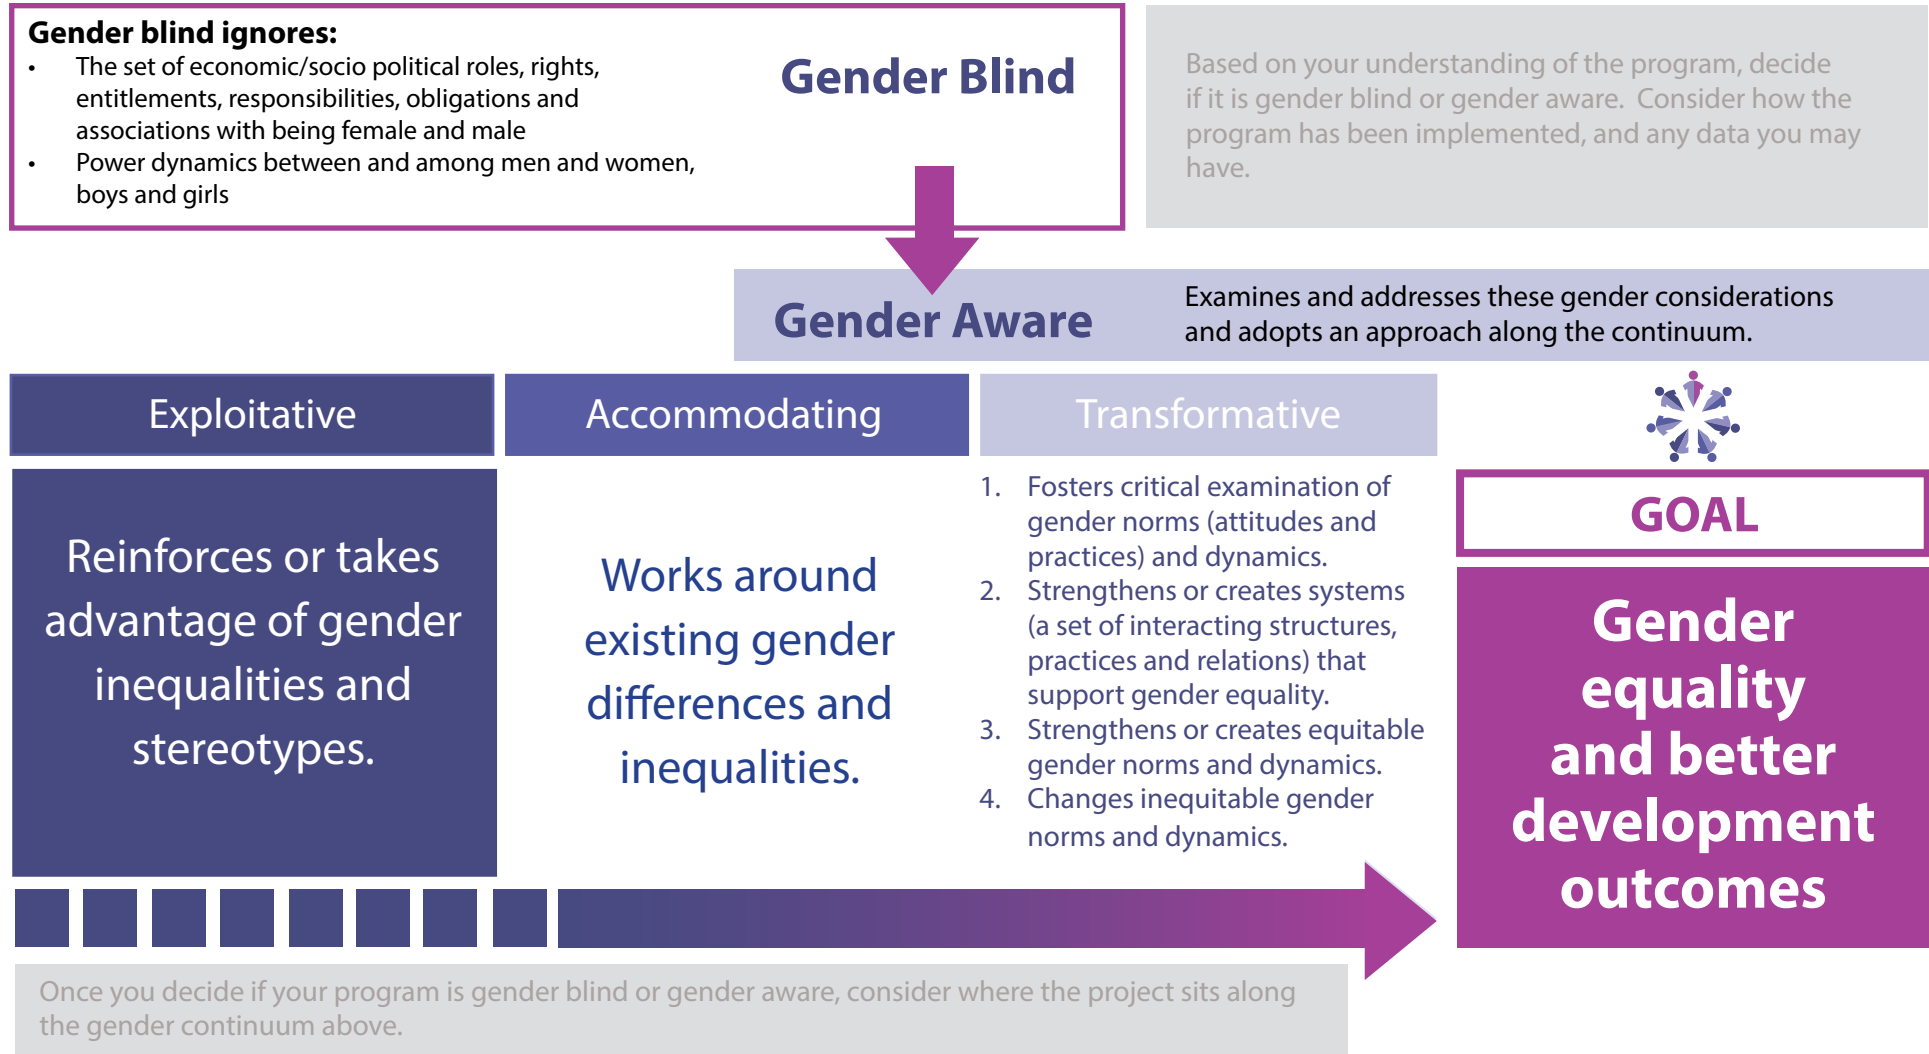 Gender blind ignores:
• The set of economic/socio political roles, rights,
entitlements, responsibilities, obligations and
associations with being female and male
• Power dynamics between and among men and women,
boys and girls
Gender Blind
Based on your understanding of the program, decide
if it is gender blind or gender aware. Consider how the
program has been implemented, and any data you may
have.
Gender Aware
Examines and addresses these gender considerations
and adopts an approach along the continuum.
Exploitative
Reinforces or takes
advantage of gender
inequalities and
stereotypes.
Accommodating
Works around
existing gender
differences and
inequalities.
Transformative
1. Fosters critical examination of
gender norms (attitudes and
practices) and dynamics.
2. Strengthens or creates systems
(a set of interacting structures,
practices and relations) that
support gender equality.
3. Strengthens or creates equitable
gender norms and dynamics.
4. Changes inequitable gender
norms and dynamics.
GOAL
Gender
equality
and better
development
outcomes
Once you decide if your program is gender blind or gender aware, consider where the project sits along
the gender continuum above.